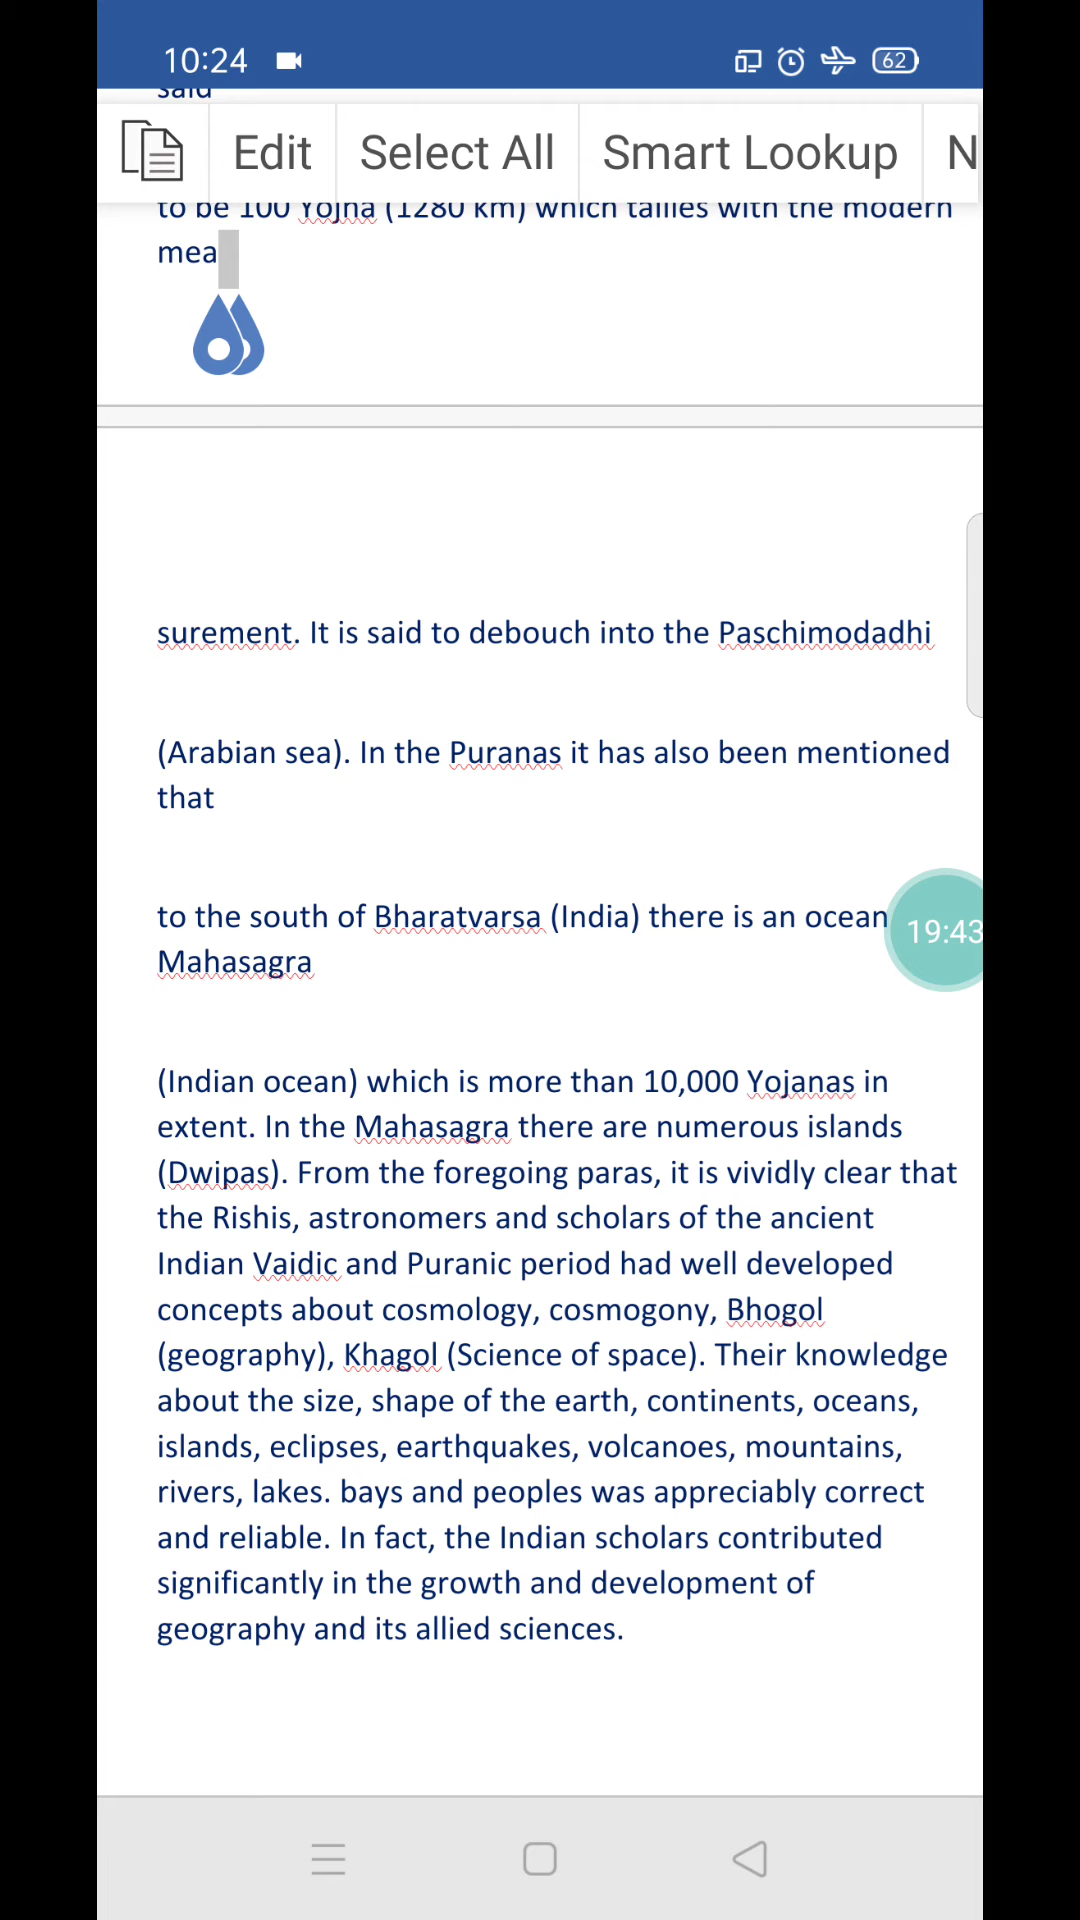 10:24 62
said
Edit Select All Smart Lookup N
to be 100 Yojna (1280 km) which tallies with the modern
mea
surement. It is said to debouch into the Paschimodadhi
(Arabian sea). In the Puranas it has also been mentioned
that
to the south of Bharatvarsa (India) there is an ocean
19:43
Mahasagra
(Indian ocean) which is more than 10,000 Yojanas in
extent. In the Mahasagra there are numerous islands
(Dwipas). From the foregoing paras, it is vividly clear that
the Rishis, astronomers and scholars of the ancient
Indian Vaidic and Puranic period had well developed
concepts about cosmology, cosmogony, Bhogol
(geography), Khagol (Science of space). Their knowledge
about the size, shape of the earth, continents, oceans,
islands, eclipses, earthquakes, volcanoes, mountains,
rivers, lakes. bays and peoples was appreciably correct
and reliable. In fact, the Indian scholars contributed
significantly in the growth and development of
geography and its allied sciences.